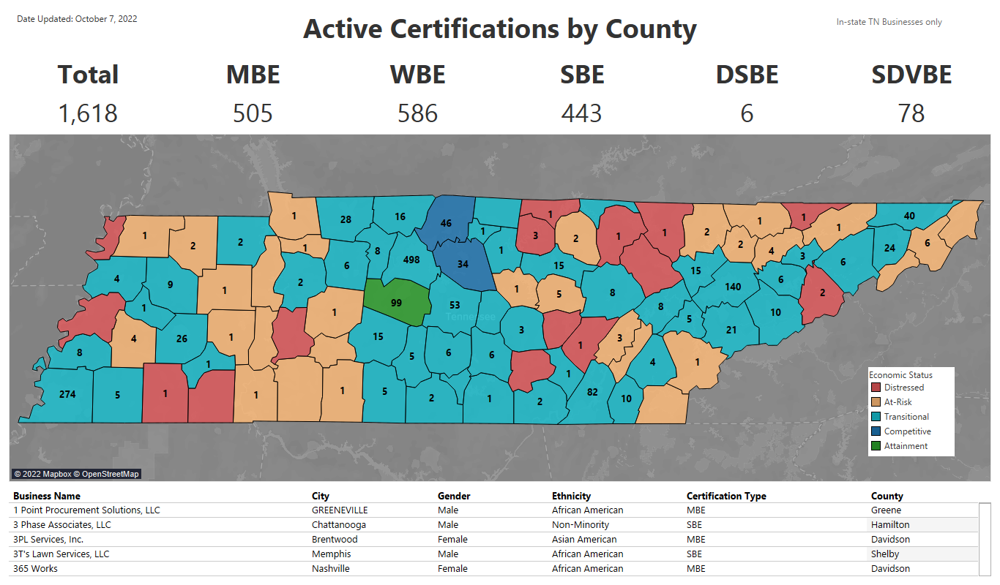 Date Updated: October 7, 2022
Active Certifications by County
In-state TN Businesses only
Total MBE WBE SBE DSBE SDVBE
1,618 505 586 443 6 78
1 28 16 46 1 1 1 40
1 2 2 1 1 3 2 1 1 2 2 4 1 24 6
4 9 1 2 6 8 498 34 1 15 15 140 6 3 6
1 1 99 53 1 5 8 8 5 10 2
4 26 1 1 15 3 1 3 21
Tennessee
8 1 5 6 6 1 4 1
274 5 1 1 1 5 2 1 2 82 10
Economic Status
Distressed
At-Risk
Transitional
Competitive
Attainment
© 2022 Mapbox © OpenStreetMap
Business Name City Gender Ethnicity Certification Type County
1 Point Procurement Solutions, LLC GREENEVILLE Male African American MBE Greene
3 Phase Associates, LLC Chattanooga Male Non-Minority SBE Hamilton
3PL Services, Inc. Brentwood Female Asian American MBE Davidson
3T's Lawn Services, LLC Memphis Male African American SBE Shelby
365 Works Nashville Female African American MBE Davidson